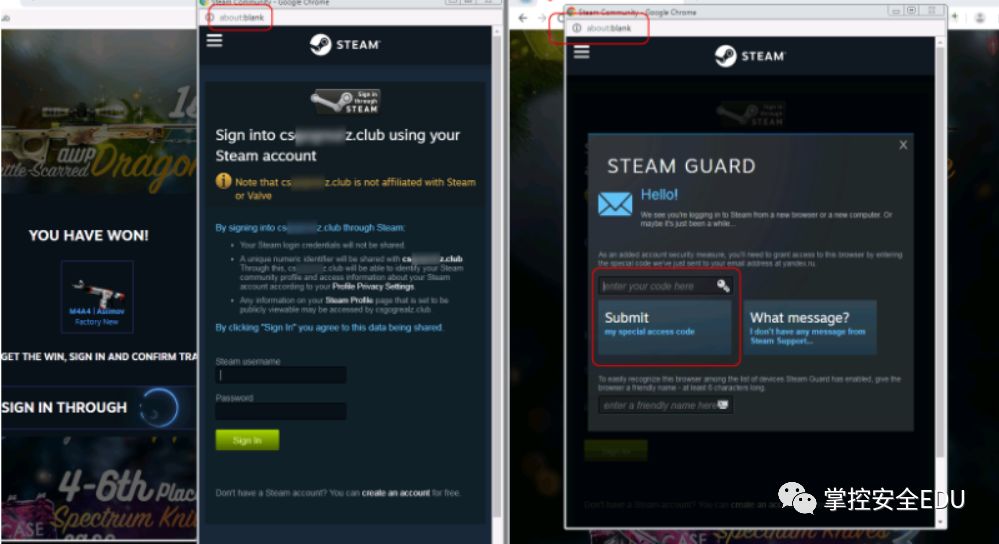 YOU HAVE WON!
M4A4 | Asiimov
Factory New
GET THE WIN, SIGN IN AND CONFIRM TRA
SIGN IN THROUGH
AWP
Dragon
ttle-Scarred
4-6th Place
Spectrum Kni
CASE
Steam Community - Google Chrome
about:blank
STEAM
Sign in
through
STEAM
Sign into cs z.club using your
Steam account
Note that cs z.club is not affiliated with Steam
or Valve
By signing into cs z.club through Steam:
Your Steam login credentials will not be shared.
A unique numeric identifier will be shared with cs z.club.
Through this, cs z.club will be able to identify your Steam
community profile and access information about your Steam
account according to your Profile Privacy Settings.
Any information on your Steam Profile page that is set to be
publicly viewable may be accessed by csgogrealz.club
By clicking "Sign In" you agree to this data being shared.
Steam username
Password
Sign In
Don't have a Steam account? You can create an account for free.
Steam Community - Google Chrome
about:blank
STEAM
Sign in
through
STEAM
X
STEAM GUARD
Hello!
We see you're logging in to Steam from a new browser or a new computer. Or
maybe it's just been a while...
As an added account security measure, you'll need to grant access to this browser by entering
the special code we've just sent to your email address at yandex.ru.
enter your code here
Submit
my special access code
What message?
I don't have any message from
Steam Support...
To easily recognize this browser among the list of devices Steam Guard has enabled, give the
browser a friendly name - at least 6 characters long.
enter a friendly name here
Sign In
Don't have a Steam account? You can create an
Spectrum Knives
掌控安全EDU